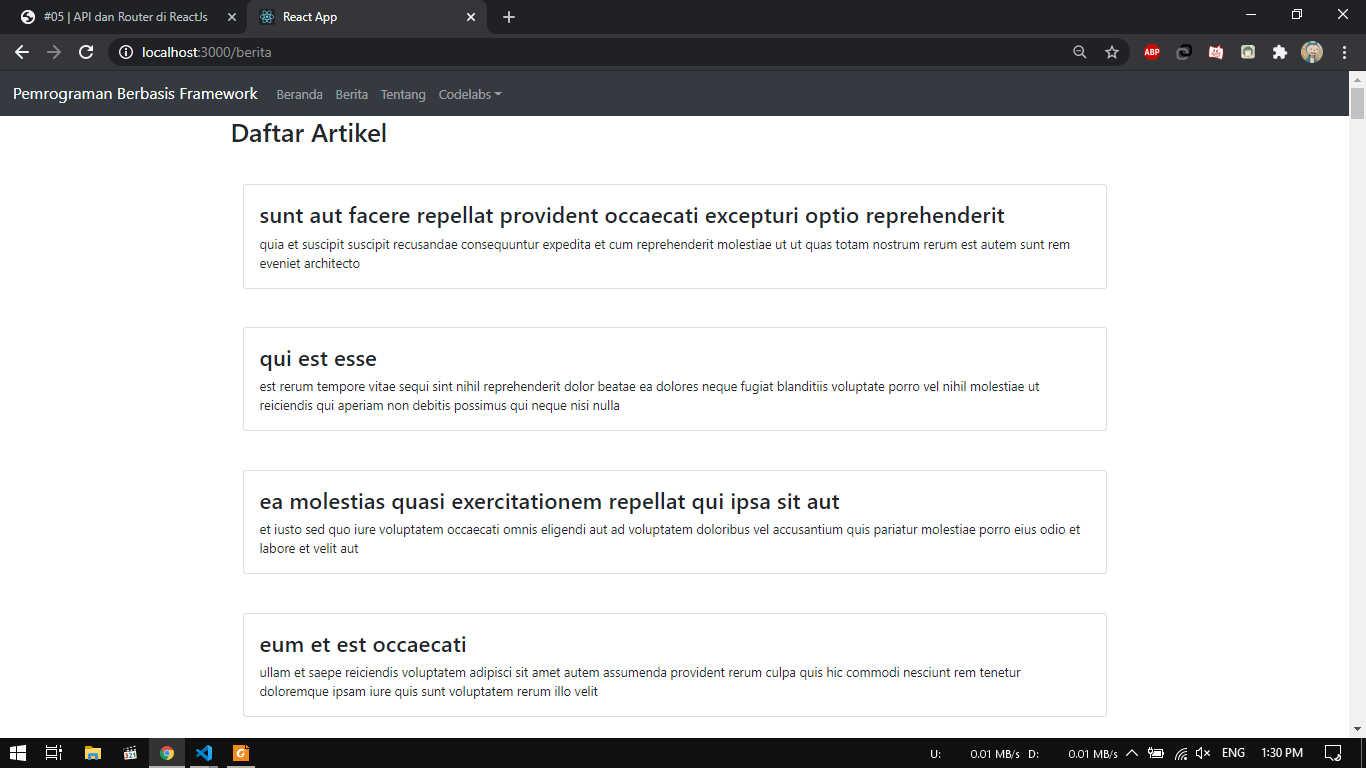 #05 | API dan Router di ReactJs
React App
localhost:3000/berita
ABP
Pemrograman Berbasis Framework Beranda Berita Tentang Codelabs
Daftar Artikel
sunt aut facere repellat provident occaecati excepturi optio reprehenderit
quia et suscipit suscipit recusandae consequuntur expedita et cum reprehenderit molestiae ut ut quas totam nostrum rerum est autem sunt rem
eveniet architecto
qui est esse
est rerum tempore vitae sequi sint nihil reprehenderit dolor beatae ea dolores neque fugiat blanditiis voluptate porro vel nihil molestiae ut
reiciendis qui aperiam non debitis possimus qui neque nisi nulla
ea molestias quasi exercitationem repellat qui ipsa sit aut
et iusto sed quo iure voluptatem occaecati omnis eligendi aut ad voluptatem doloribus vel accusantium quis pariatur molestiae porro eius odio et
labore et velit aut
eum et est occaecati
ullam et saepe reiciendis voluptatem adipisci sit amet autem assumenda provident rerum culpa quis hic commodi nesciunt rem tenetur
doloremque ipsam iure quis sunt voluptatem rerum illo velit
U: 0.01 MB/s D: 0.01 MB/s ENG 1:30 PM